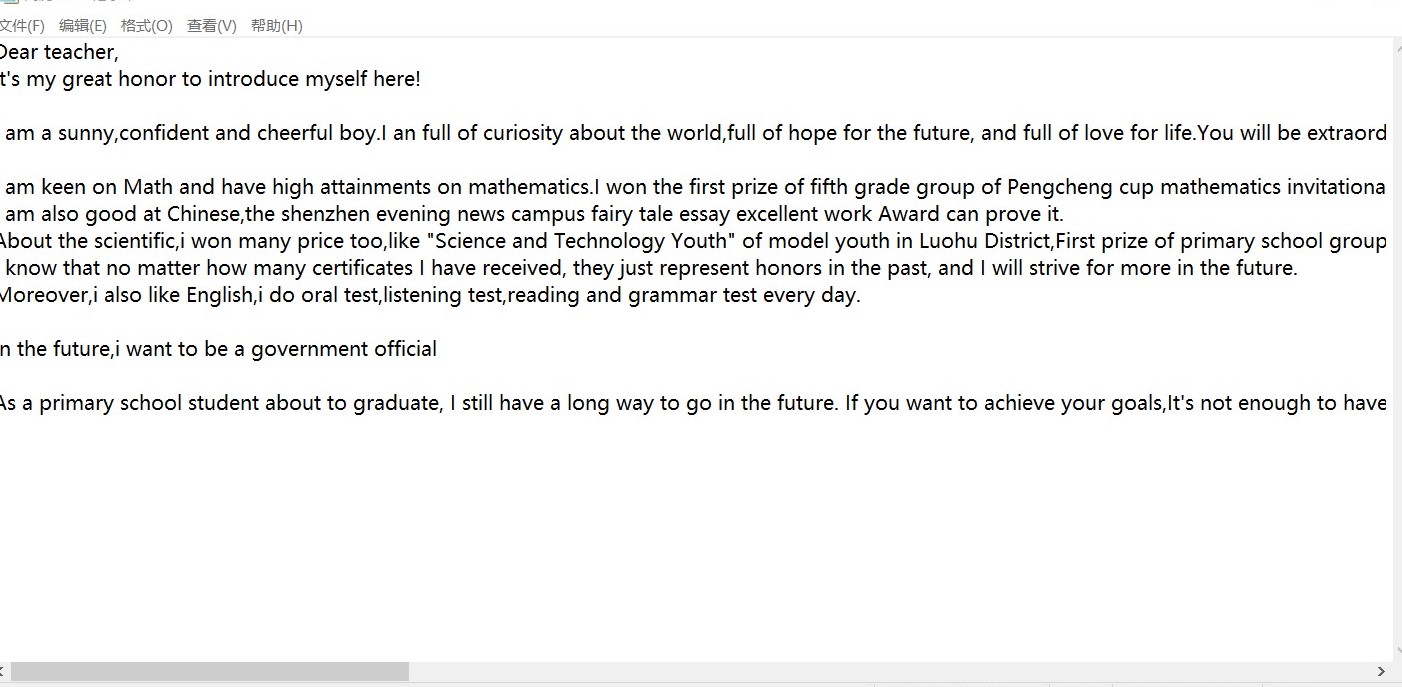 文件(F) 编辑(E) 格式(O) 查看(V) 帮助(H)
Dear teacher,
t's my great honor to introduce myself here!
am a sunny,confident and cheerful boy.I an full of curiosity about the world,full of hope for the future, and full of love for life.You will be extraord
am keen on Math and have high attainments on mathematics.I won the first prize of fifth grade group of Pengcheng cup mathematics invitationa
am also good at Chinese,the shenzhen evening news campus fairy tale essay excellent work Award can prove it.
About the scientific,i won many price too,like "Science and Technology Youth" of model youth in Luohu District,First prize of primary school group
know that no matter how many certificates I have received, they just represent honors in the past, and I will strive for more in the future.
Moreover,i also like English,i do oral test,listening test,reading and grammar test every day.
n the future,i want to be a government official
As a primary school student about to graduate, I still have a long way to go in the future. If you want to achieve your goals,It's not enough to have